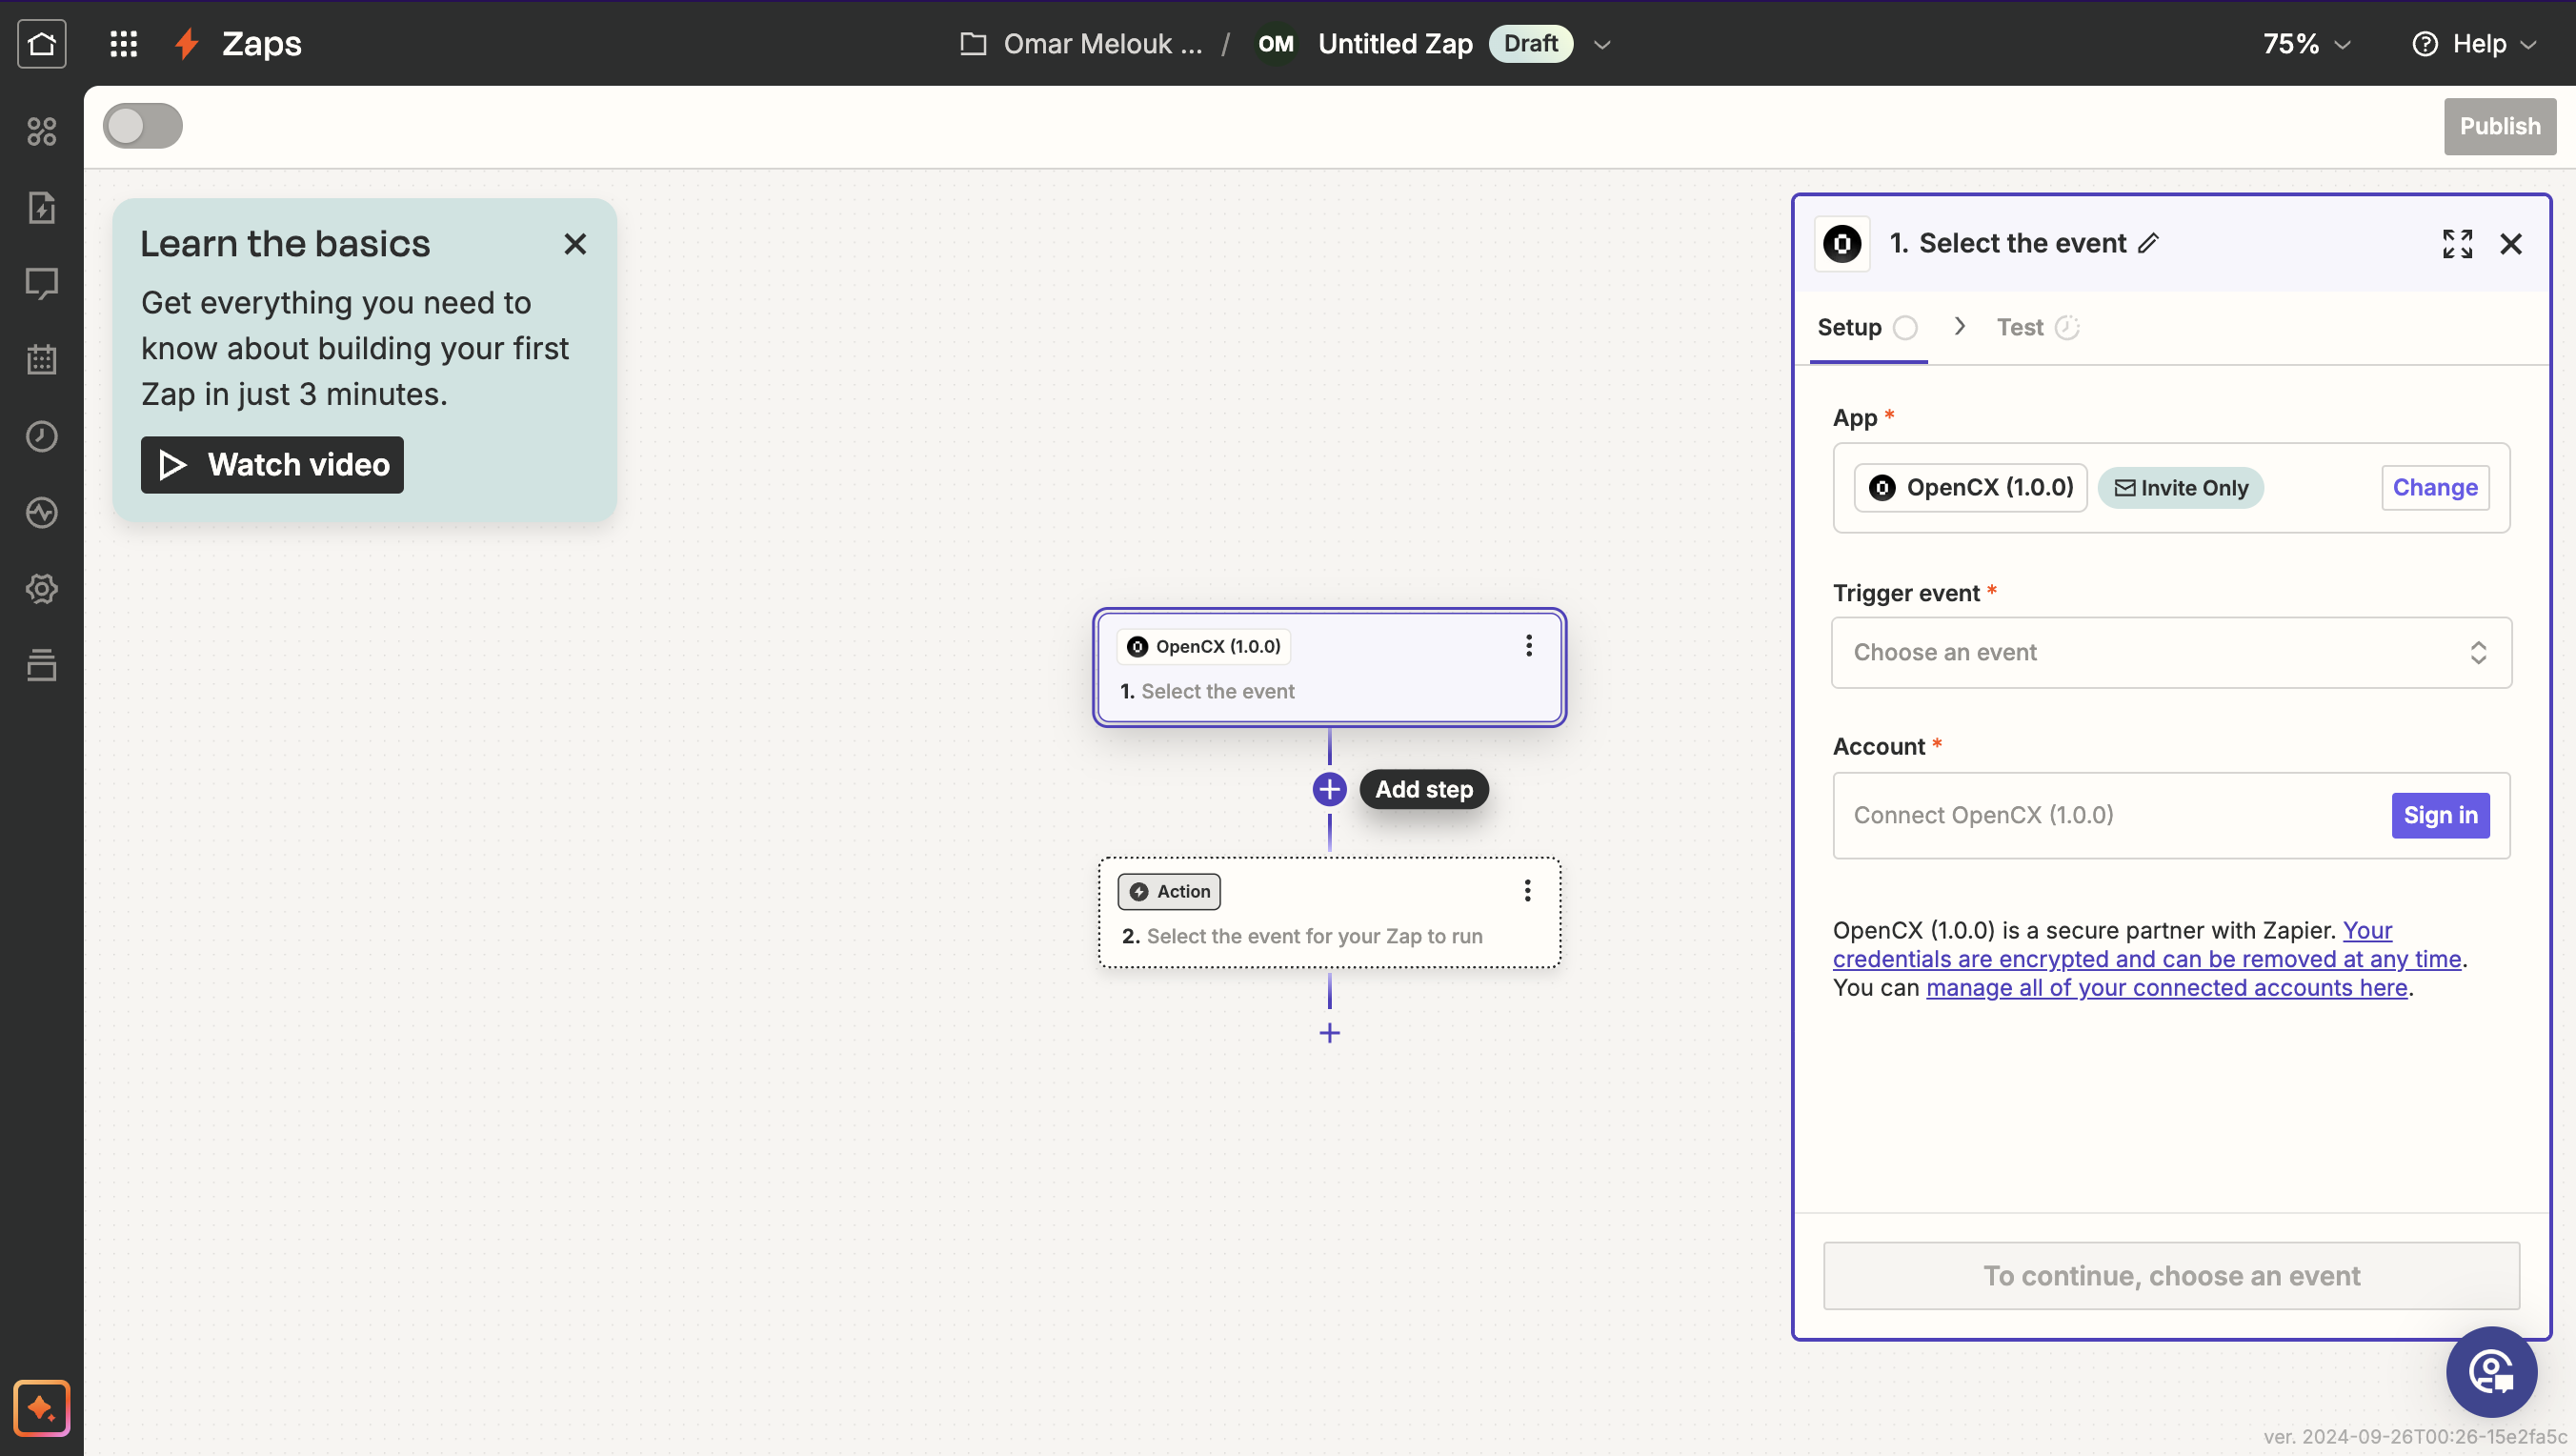 Zaps
Omar Melouk ... / OM Untitled Zap Draft
75%
Help
Publish
Learn the basics
Get everything you need to
know about building your first
Zap in just 3 minutes.
Watch video
OpenCX (1.0.0)
1. Select the event
Add step
Action
2. Select the event for your Zap to run
1. Select the event
Setup
Test
App *
OpenCX (1.0.0) Invite Only Change
Trigger event *
Choose an event
Account *
Connect OpenCX (1.0.0) Sign in
OpenCX (1.0.0) is a secure partner with Zapier. Your
credentials are encrypted and can be removed at any time.
You can manage all of your connected accounts here.
To continue, choose an event
ver. 2024-09-26T00:26-15e2fa5c